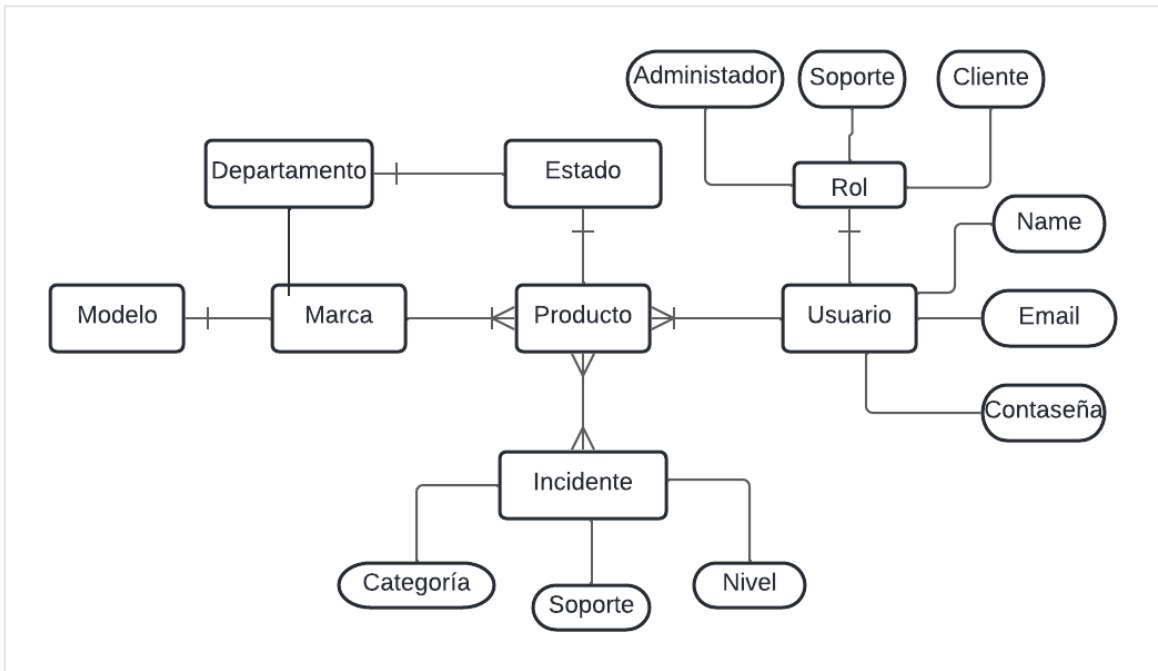 Administador
Soporte
Cliente
Departamento
Estado
Rol
Name
Modelo
Marca
Producto
Usuario
Email
Contaseña
Incidente
Categoría
Soporte
Nivel